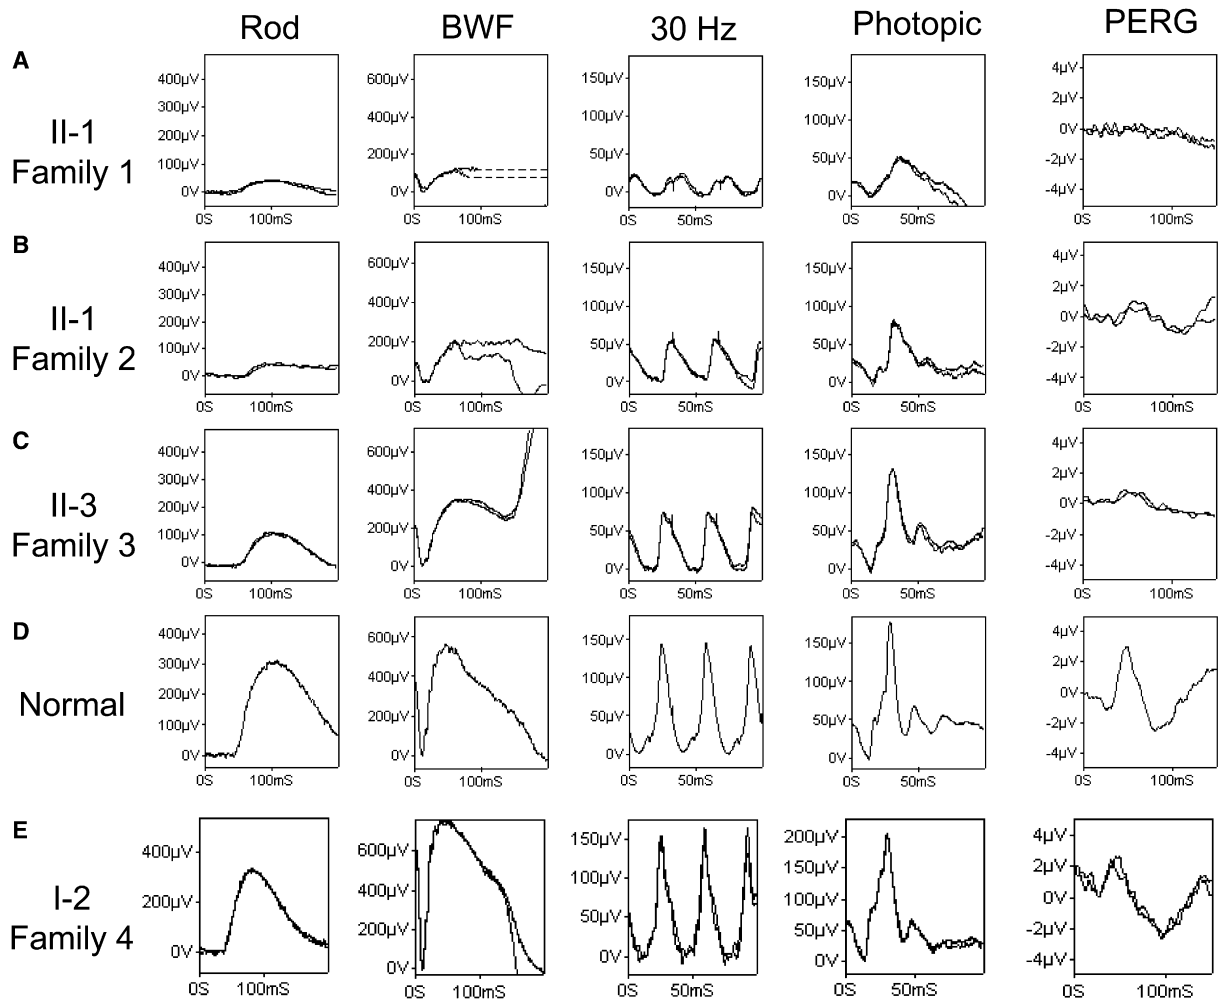 Rod BWF 30 Hz Photopic PERG
A
II-1
Family 1
400µV 300µV 200µV 100µV 0V 0S 100mS
600µV 400µV 200µV 0V 0S 100mS
150µV 100µV 50µV 0V 0S 50mS
150µV 100µV 50µV 0V 0S 50mS
4µV 2µV 0V -2µV -4µV 0S 100mS
B
II-1
Family 2
400µV 300µV 200µV 100µV 0V 0S 100mS
600µV 400µV 200µV 0V 0S 100mS
150µV 100µV 50µV 0V 0S 50mS
150µV 100µV 50µV 0V 0S 50mS
4µV 2µV 0V -2µV -4µV 0S 100mS
C
II-3
Family 3
400µV 300µV 200µV 100µV 0V 0S 100mS
600µV 400µV 200µV 0V 0S 100mS
150µV 100µV 50µV 0V 0S 50mS
150µV 100µV 50µV 0V 0S 50mS
4µV 2µV 0V -2µV -4µV 0S 100mS
D
Normal
400µV 300µV 200µV 100µV 0V 0S 100mS
600µV 400µV 200µV 0V 0S 100mS
150µV 100µV 50µV 0V 0S 50mS
150µV 100µV 50µV 0V 0S 50mS
4µV 2µV 0V -2µV -4µV 0S 100mS
E
I-2
Family 4
400µV 200µV 0V 0S 100mS
600µV 400µV 200µV 0V 0S 100mS
150µV 100µV 50µV 0V 0S 50mS
200µV 150µV 100µV 50µV 0V 0S 50mS
4µV 2µV 0V -2µV -4µV 0S 100mS